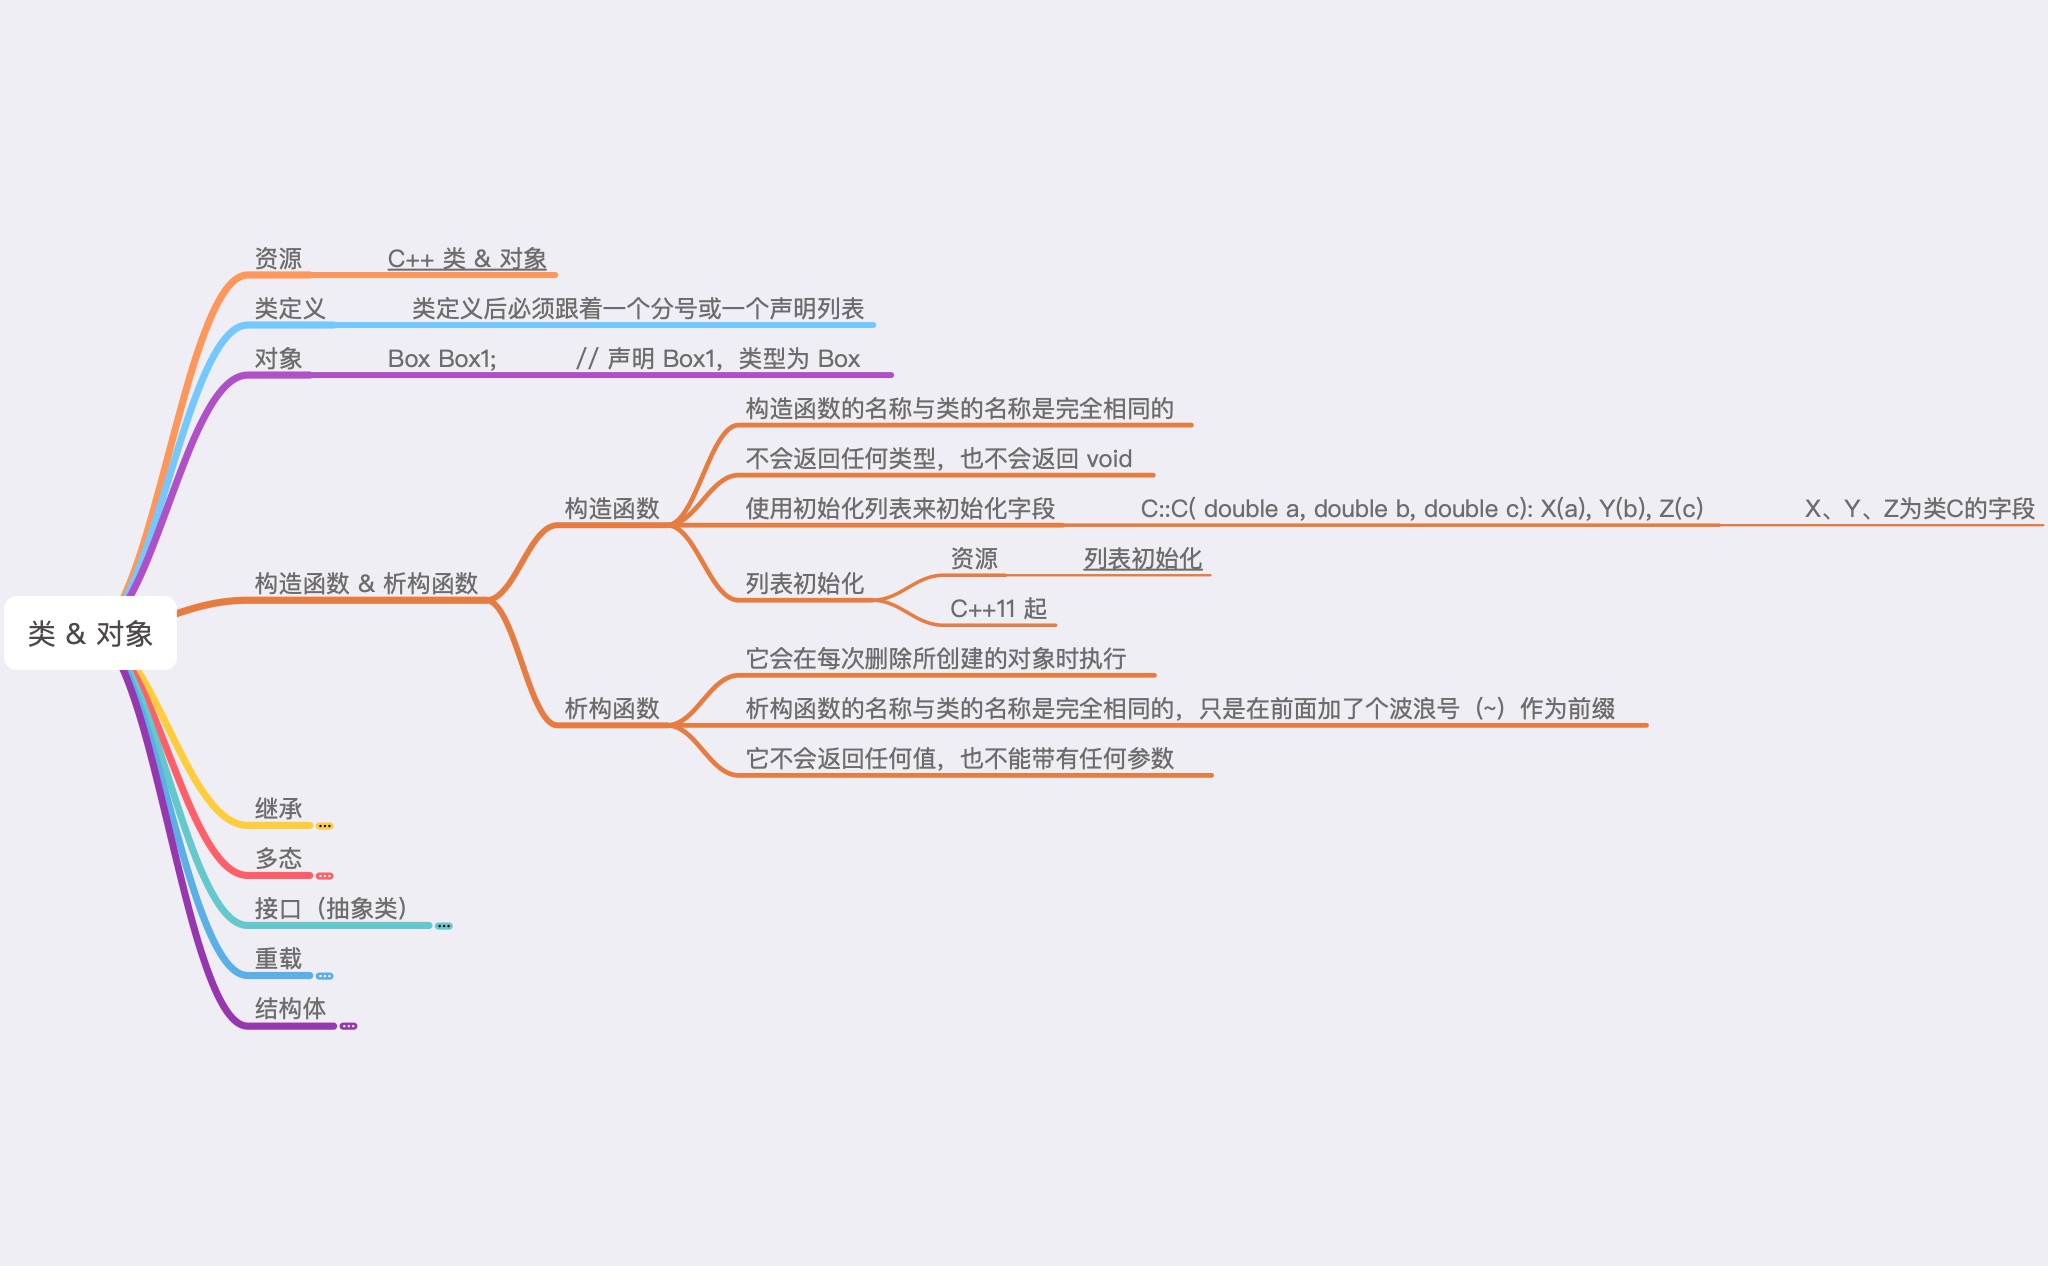 类 & 对象
资源
C++ 类 & 对象
类定义
类定义后必须跟着一个分号或一个声明列表
对象
Box Box1; // 声明 Box1，类型为 Box
构造函数 & 析构函数
构造函数
构造函数的名称与类的名称是完全相同的
不会返回任何类型，也不会返回 void
使用初始化列表来初始化字段
C::C( double a, double b, double c): X(a), Y(b), Z(c)
X、Y、Z为类C的字段
列表初始化
资源
列表初始化
C++11 起
析构函数
它会在每次删除所创建的对象时执行
析构函数的名称与类的名称是完全相同的，只是在前面加了个波浪号（~）作为前缀
它不会返回任何值，也不能带有任何参数
继承
多态
接口（抽象类）
重载
结构体